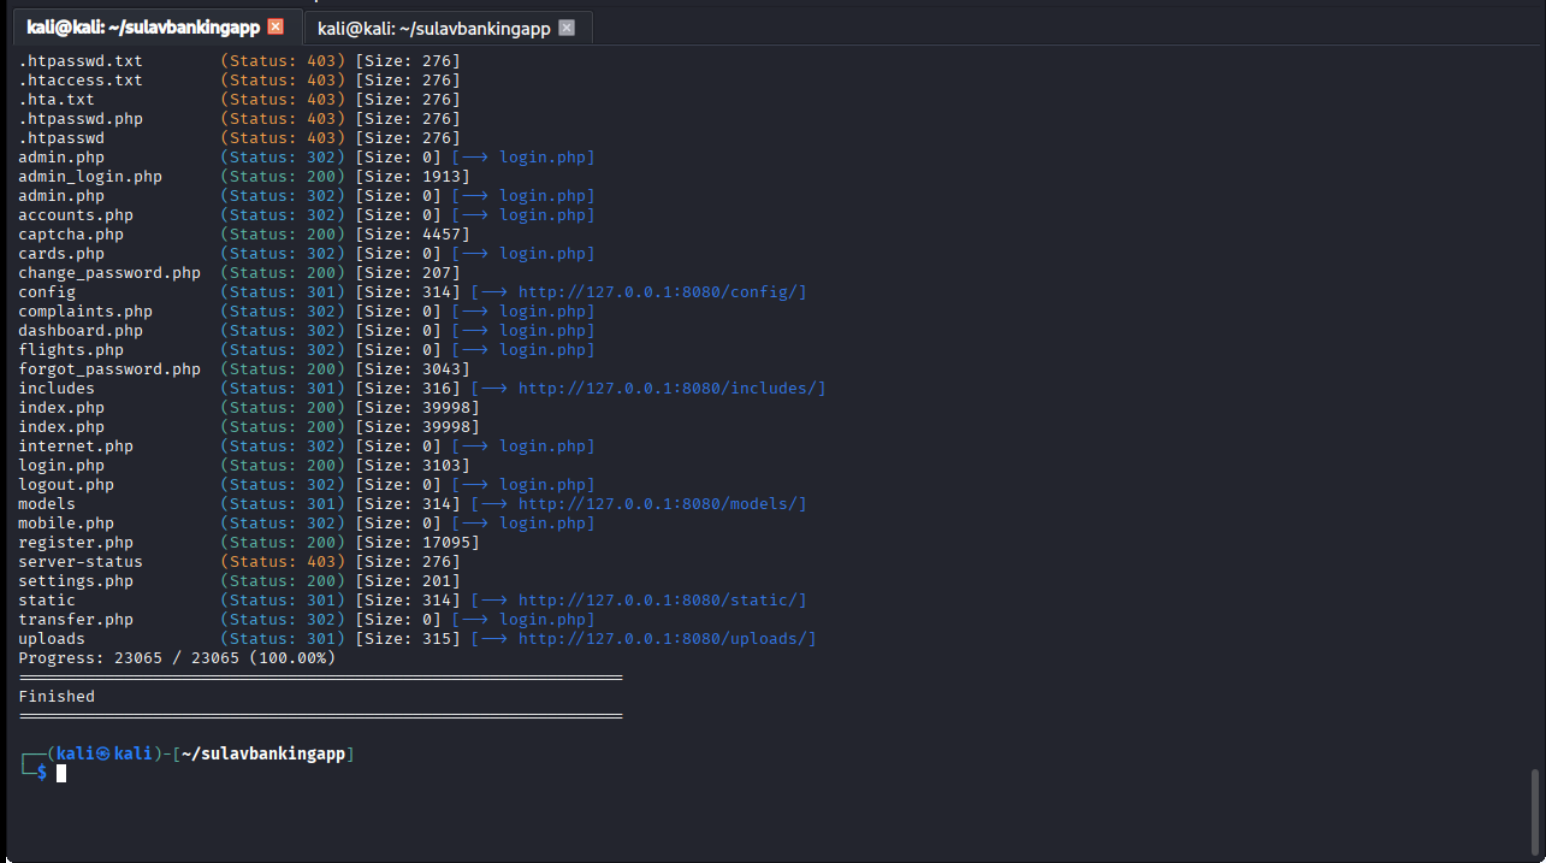 kali@kali: ~/sulavbankingapp kali@kali: ~/sulavbankingapp
.htpasswd.txt (Status: 403) [Size: 276]
.htaccess.txt (Status: 403) [Size: 276]
.hta.txt (Status: 403) [Size: 276]
.htpasswd.php (Status: 403) [Size: 276]
.htpasswd (Status: 403) [Size: 276]
admin.php (Status: 302) [Size: 0] [--> login.php]
admin_login.php (Status: 200) [Size: 1913]
admin.php (Status: 302) [Size: 0] [--> login.php]
accounts.php (Status: 302) [Size: 0] [--> login.php]
captcha.php (Status: 200) [Size: 4457]
cards.php (Status: 302) [Size: 0] [--> login.php]
change_password.php (Status: 200) [Size: 207]
config (Status: 301) [Size: 314] [--> http://127.0.0.1:8080/config/]
complaints.php (Status: 302) [Size: 0] [--> login.php]
dashboard.php (Status: 302) [Size: 0] [--> login.php]
flights.php (Status: 302) [Size: 0] [--> login.php]
forgot_password.php (Status: 200) [Size: 3043]
includes (Status: 301) [Size: 316] [--> http://127.0.0.1:8080/includes/]
index.php (Status: 200) [Size: 39998]
index.php (Status: 200) [Size: 39998]
internet.php (Status: 302) [Size: 0] [--> login.php]
login.php (Status: 200) [Size: 3103]
logout.php (Status: 302) [Size: 0] [--> login.php]
models (Status: 301) [Size: 314] [--> http://127.0.0.1:8080/models/]
mobile.php (Status: 302) [Size: 0] [--> login.php]
register.php (Status: 200) [Size: 17095]
server-status (Status: 403) [Size: 276]
settings.php (Status: 200) [Size: 201]
static (Status: 301) [Size: 314] [--> http://127.0.0.1:8080/static/]
transfer.php (Status: 302) [Size: 0] [--> login.php]
uploads (Status: 301) [Size: 315] [--> http://127.0.0.1:8080/uploads/]
Progress: 23065 / 23065 (100.00%)
===============================================================
Finished
===============================================================
┌──(kali㉿kali)-[~/sulavbankingapp]
└─$